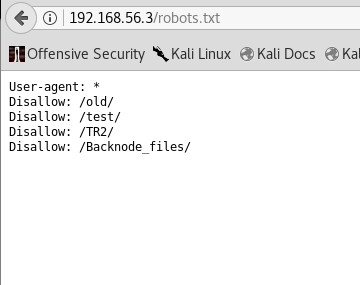 192.168.56.3/robots.txt
Offensive Security Kali Linux Kali Docs Kal
User-agent: *
Disallow: /old/
Disallow: /test/
Disallow: /TR2/
Disallow: /Backnode_files/